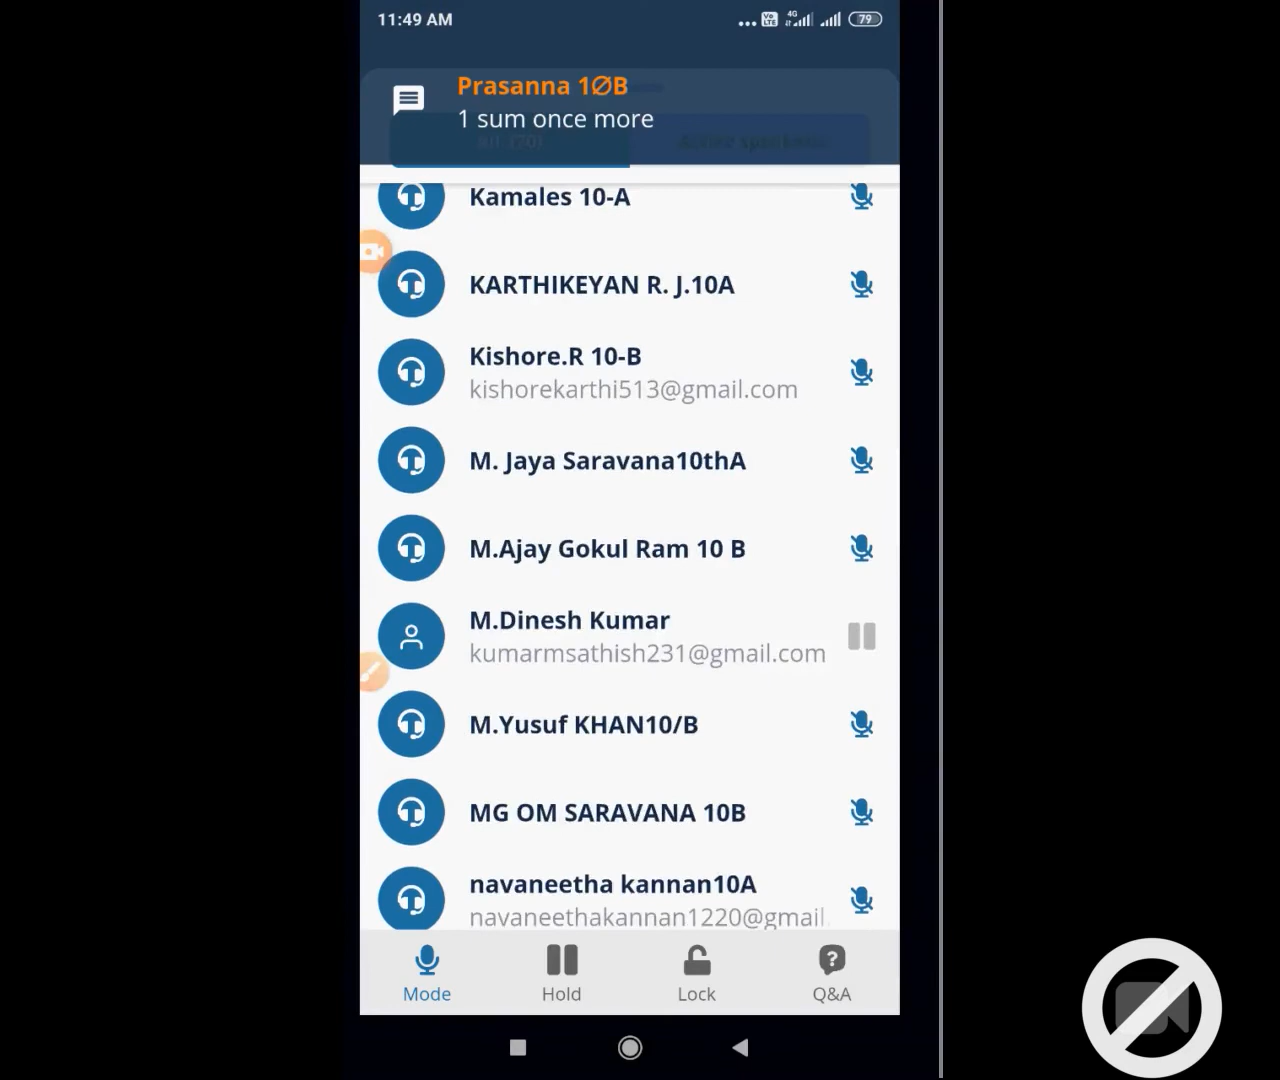 11:49 AM
79
Prasanna 1ØB
1 sum once more
Kamales 10-A
KARTHIKEYAN R. J.10A
Kishore.R 10-B
kishorekarthi513@gmail.com
M. Jaya Saravana10thA
M.Ajay Gokul Ram 10 B
M.Dinesh Kumar
kumarmsathish231@gmail.com
M.Yusuf KHAN10/B
MG OM SARAVANA 10B
navaneetha kannan10A
navaneethakannan1220@gmail.
Mode
Hold
Lock
Q&A